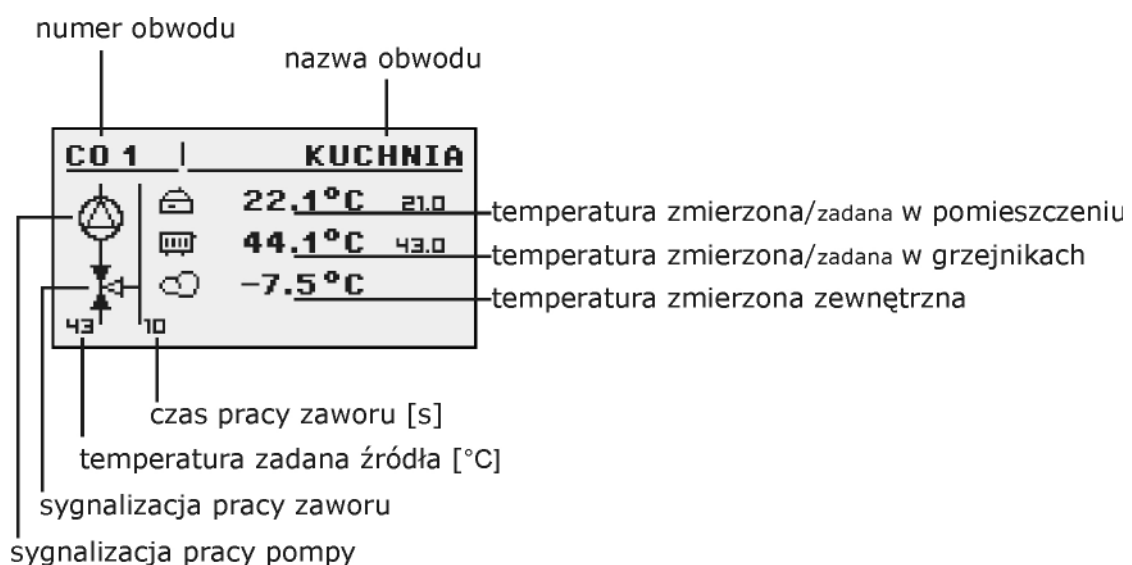 numer obwodu
nazwa obwodu
CO 1 KUCHNIA
22.1°C 21.0
temperatura zmierzona/zadana w pomieszczeniu
44.1°C 43.0
temperatura zmierzona/zadana w grzejnikach
-7.5°C
temperatura zmierzona zewnętrzna
43 10
czas pracy zaworu [s]
temperatura zadana źródła [°C]
sygnalizacja pracy zaworu
sygnalizacja pracy pompy